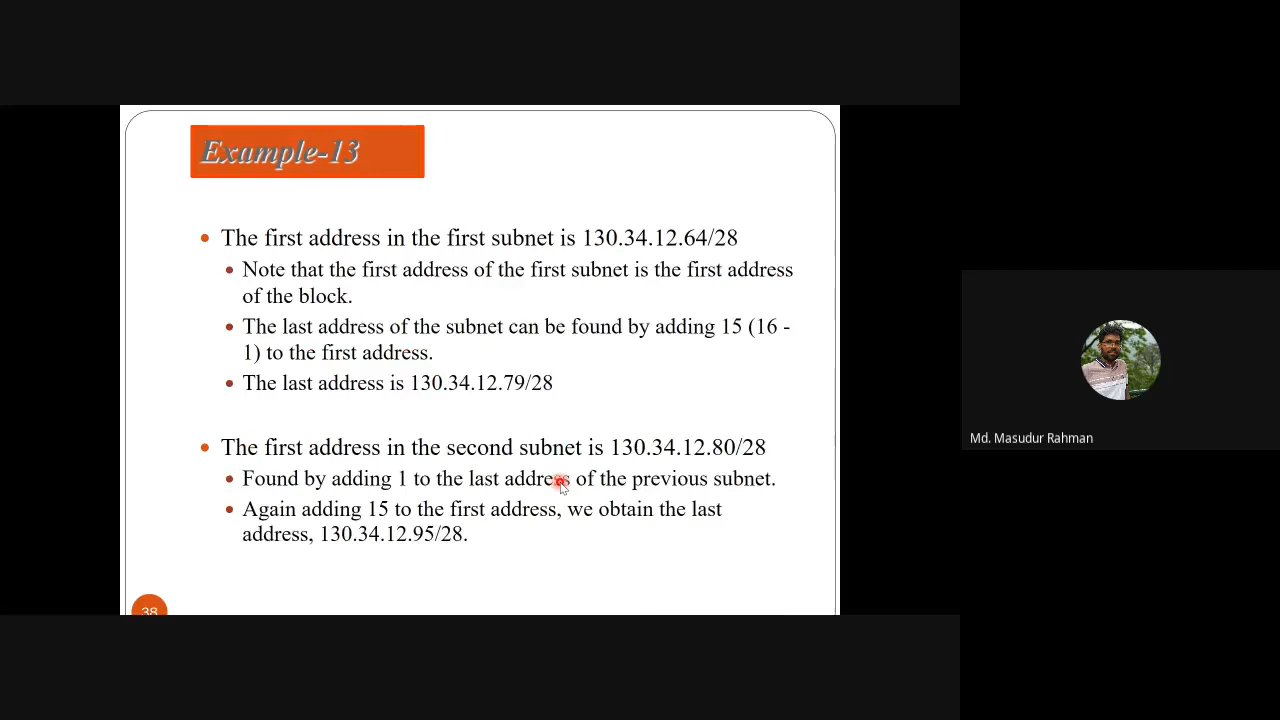 Example-13
• The first address in the first subnet is 130.34.12.64/28
• Note that the first address of the first subnet is the first address
of the block.
• The last address of the subnet can be found by adding 15 (16 -
1) to the first address.
• The last address is 130.34.12.79/28
• The first address in the second subnet is 130.34.12.80/28
• Found by adding 1 to the last address of the previous subnet.
• Again adding 15 to the first address, we obtain the last
address, 130.34.12.95/28.
38
Md. Masudur Rahman